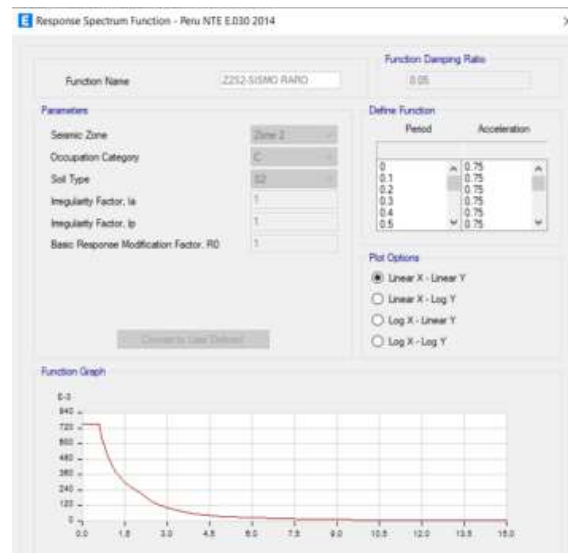 E Response Spectrum Function - Peru NTE E.030 2014
Function Name
Z2S2-SISMO RARO
Function Damping Ratio
0.05
Parameters
Seismic Zone
Zone 2
Occupation Category
C
Soil Type
S2
Irregularity Factor, Ia
1
Irregularity Factor, Ip
1
Basic Response Modification Factor, R0
1
Convert to User Defined
Define Function
Period Acceleration
0 0.75
0.1 0.75
0.2 0.75
0.3 0.75
0.4 0.75
0.5 0.75
Plot Options
Linear X - Linear Y
Linear X - Log Y
Log X - Linear Y
Log X - Log Y
Function Graph
E-3
840
720
600
480
360
240
120
0
0.0 1.5 3.0 4.5 6.0 7.5 9.0 10.5 12.0 13.5 15.0